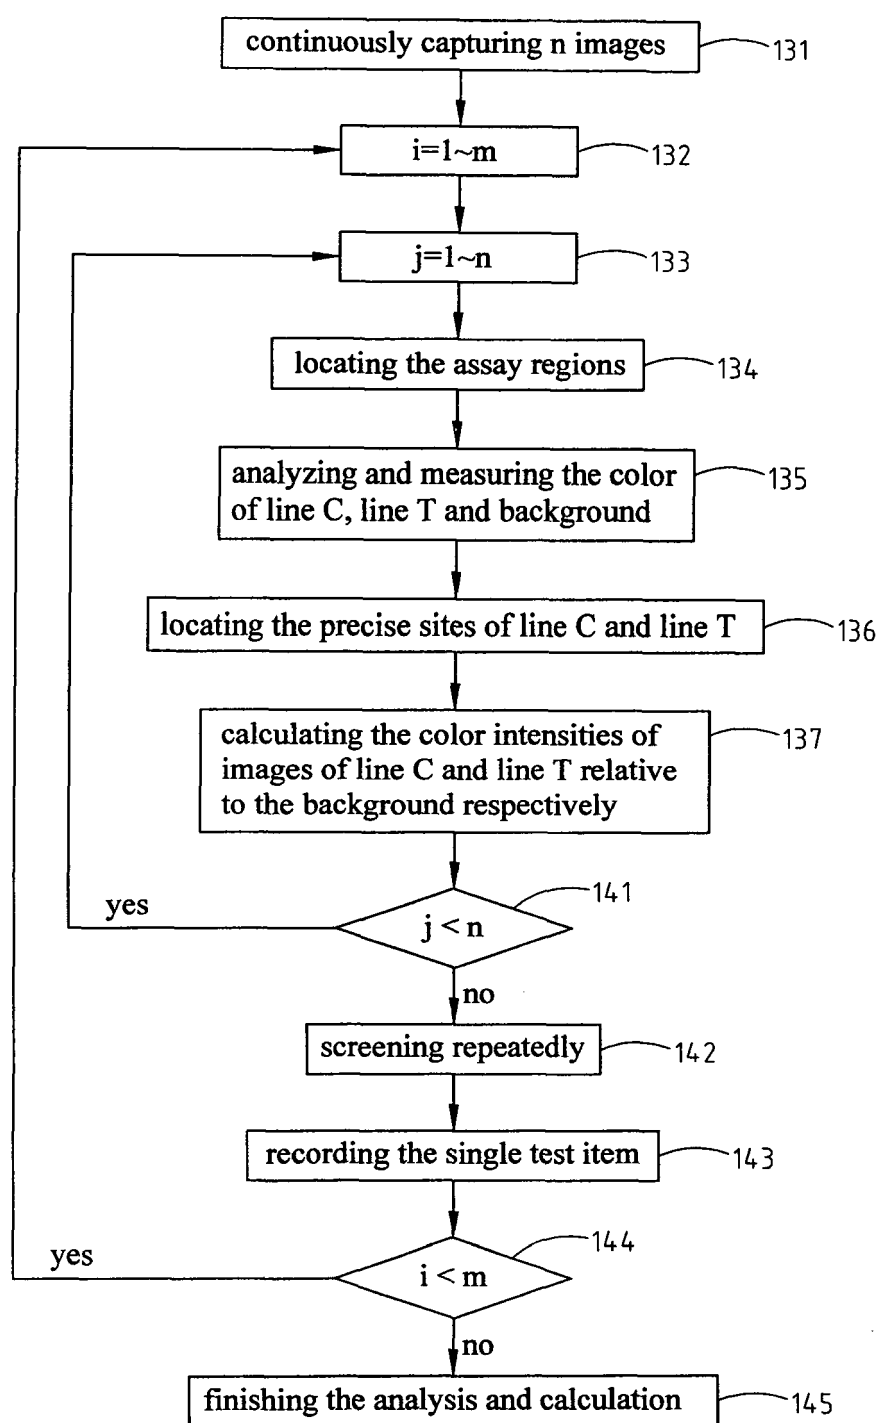 continuously capturing n images
131
i=1~m
132
j=1~n
133
locating the assay regions
134
analyzing and measuring the color
of line C, line T and background
135
locating the precise sites of line C and line T
136
calculating the color intensities of
images of line C and line T relative
to the background respectively
137
j < n
141
yes
no
screening repeatedly
142
recording the single test item
143
i < m
144
yes
no
finishing the analysis and calculation
145